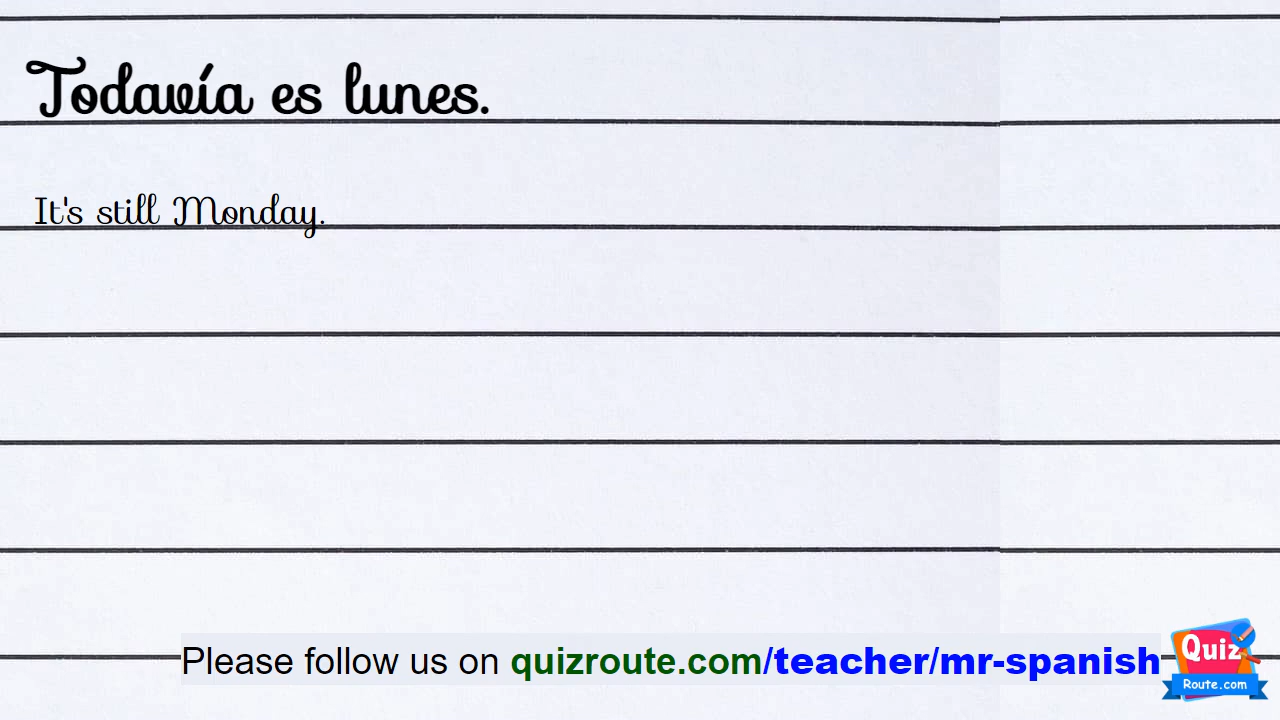 Todavía es lunes.
It's still Monday.
Please follow us on quizroute.com/teacher/mr-spanish
Quiz
Route.com